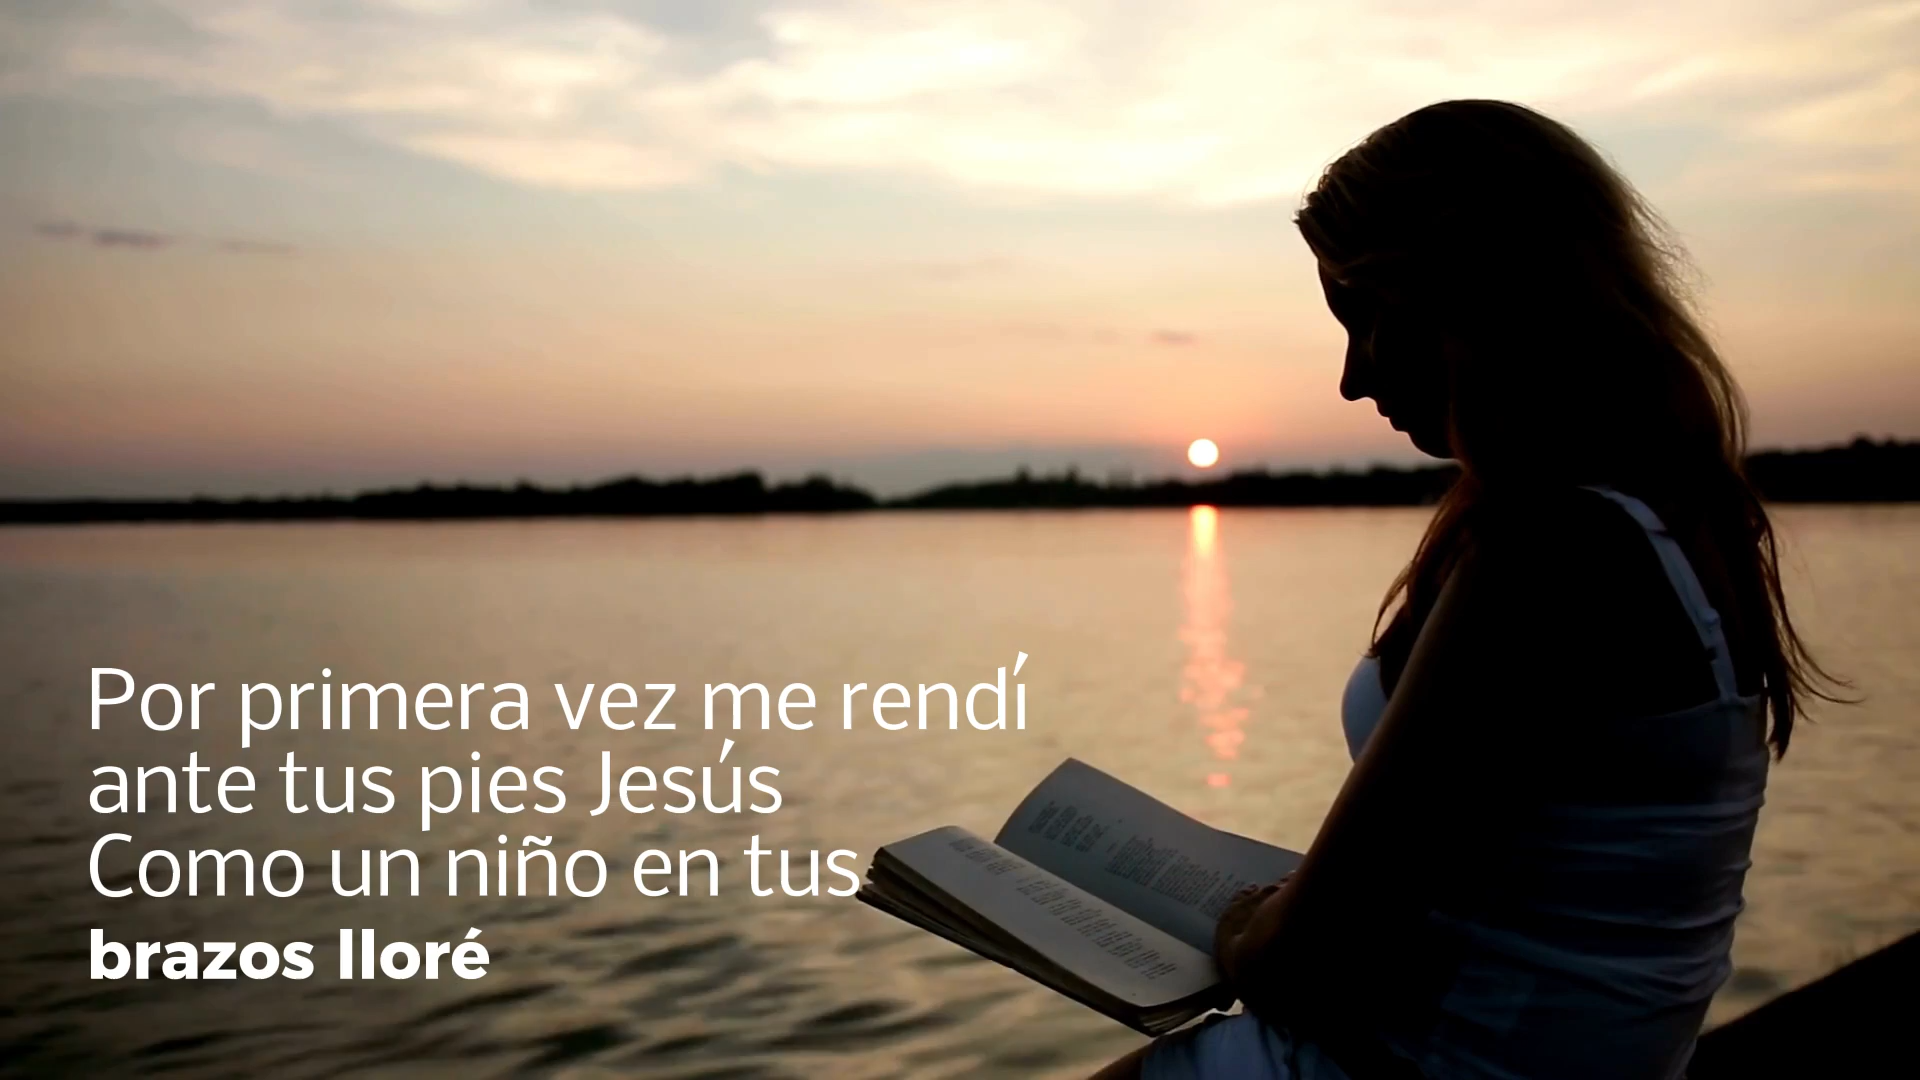 Por primera vez me rendí
ante tus pies Jesús
Como un niño en tus
brazos lloré